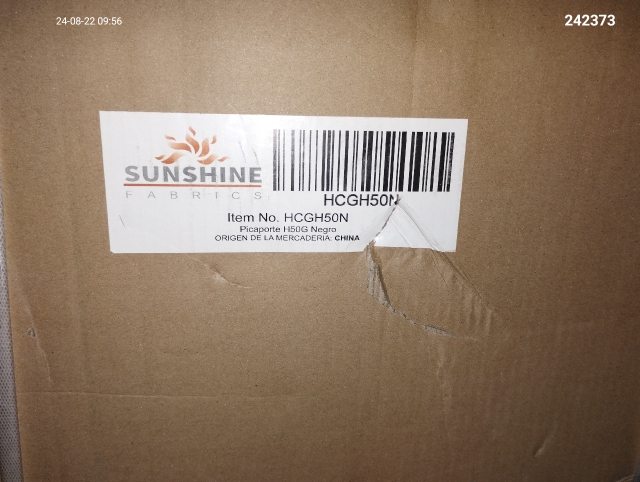 24-08-22 09:56
242373
SUNSHINE
FABRICS
HCGH50N
Item No. HCGH50N
Picaporte H50G Negro
ORIGEN DE LA MERCADERIA: CHINA